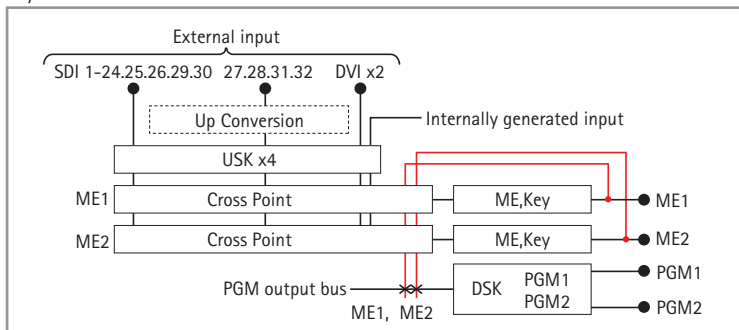 External input
SDI 1-24.25.26.29.30 27.28.31.32 DVI x2
Up Conversion
Internally generated input
USK x4
ME1 Cross Point ME,Key ME1
ME2 Cross Point ME,Key ME2
PGM output bus DSK PGM1 PGM1
PGM2 PGM2
ME1, ME2